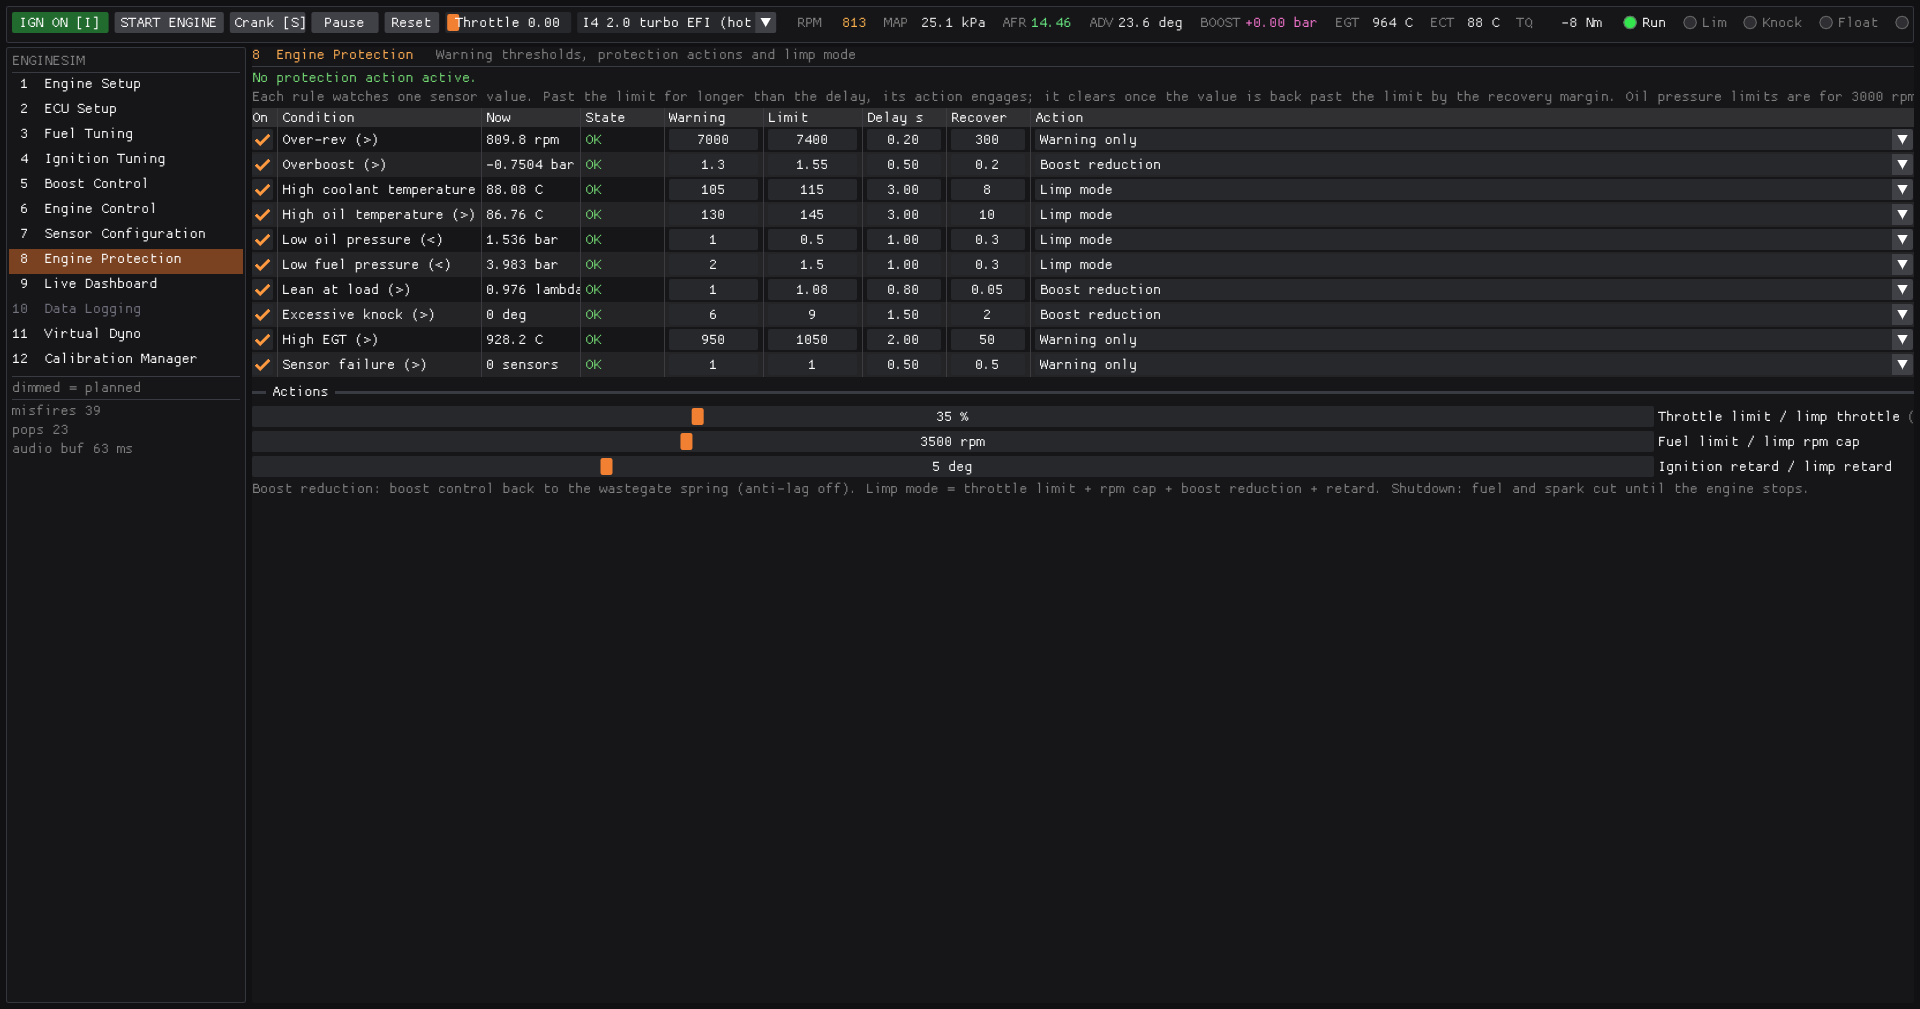 IGN ON [I] START ENGINE Crank [S] Pause Reset Throttle 0.00 I4 2.0 turbo EFI (hot RPM 813 MAP 25.1 kPa AFR 14.46 ADV 23.6 deg BOOST +0.00 bar EGT 964 C ECT 88 C TQ -8 Nm Run Lim Knock Float
ENGINESIM
1 Engine Setup
2 ECU Setup
3 Fuel Tuning
4 Ignition Tuning
5 Boost Control
6 Engine Control
7 Sensor Configuration
8 Engine Protection
9 Live Dashboard
10 Data Logging
11 Virtual Dyno
12 Calibration Manager
dimmed = planned
misfires 39
pops 23
audio buf 63 ms
8 Engine Protection Warning thresholds, protection actions and limp mode
No protection action active.
Each rule watches one sensor value. Past the limit for longer than the delay, its action engages; it clears once the value is back past the limit by the recovery margin. Oil pressure limits are for 3000 rpm
On Condition Now State Warning Limit Delay s Recover Action
Over-rev (>) 809.8 rpm OK 7000 7400 0.20 300 Warning only
Overboost (>) -0.7504 bar OK 1.3 1.55 0.50 0.2 Boost reduction
High coolant temperature 88.08 C OK 105 115 3.00 8 Limp mode
High oil temperature (>) 86.76 C OK 130 145 3.00 10 Limp mode
Low oil pressure (<) 1.536 bar OK 1 0.5 1.00 0.3 Limp mode
Low fuel pressure (<) 3.983 bar OK 2 1.5 1.00 0.3 Limp mode
Lean at load (>) 0.976 lambda OK 1 1.08 0.80 0.05 Boost reduction
Excessive knock (>) 0 deg OK 6 9 1.50 2 Boost reduction
High EGT (>) 928.2 C OK 950 1050 2.00 50 Warning only
Sensor failure (>) 0 sensors OK 1 1 0.50 0.5 Warning only
Actions
35 % Throttle limit / limp throttle (
3500 rpm Fuel limit / limp rpm cap
5 deg Ignition retard / limp retard
Boost reduction: boost control back to the wastegate spring (anti-lag off). Limp mode = throttle limit + rpm cap + boost reduction + retard. Shutdown: fuel and spark cut until the engine stops.